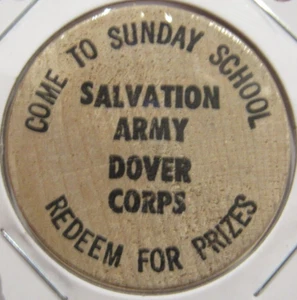 COME TO SUNDAY SCHOOL
SALVATION
ARMY
DOVER
CORPS
REDEEM FOR PRIZES